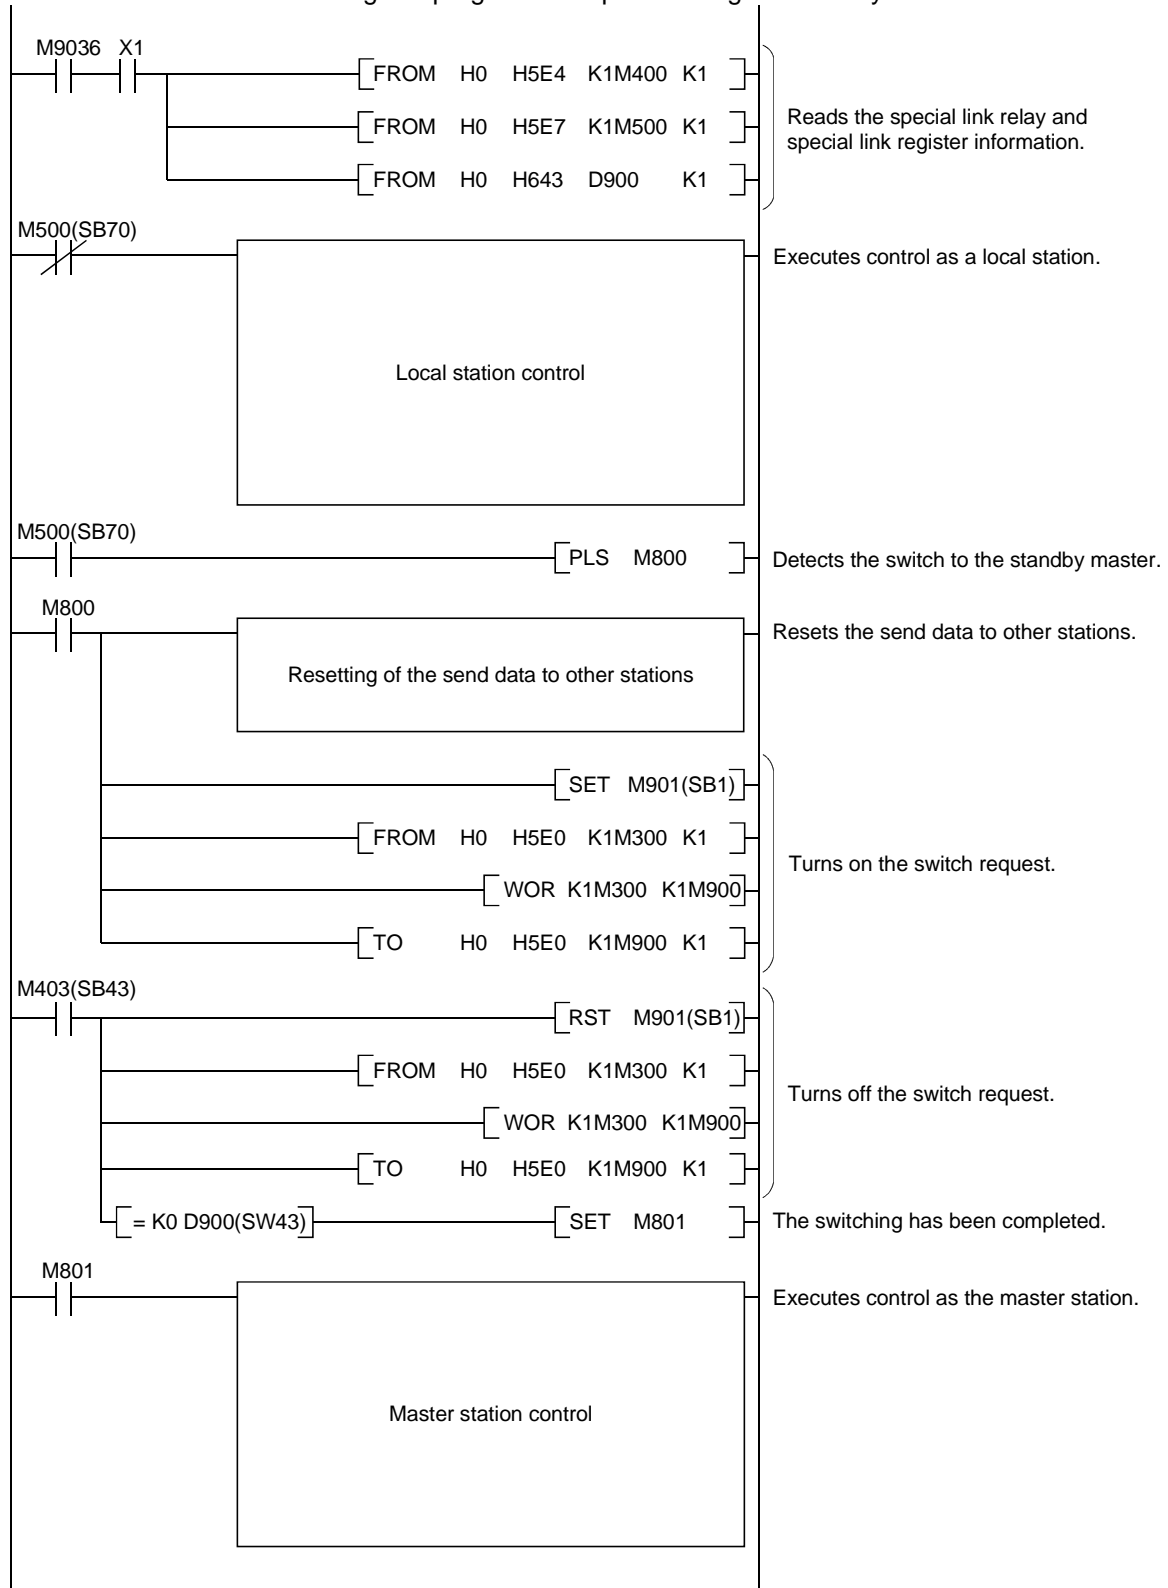 M9036 X1
FROM H0 H5E4 K1M400 K1
FROM H0 H5E7 K1M500 K1
FROM H0 H643 D900 K1
Reads the special link relay and
special link register information.
M500(SB70)
Local station control
Executes control as a local station.
M500(SB70)
PLS M800
Detects the switch to the standby master.
M800
Resetting of the send data to other stations
Resets the send data to other stations.
SET M901(SB1)
FROM H0 H5E0 K1M300 K1
WOR K1M300 K1M900
TO H0 H5E0 K1M900 K1
Turns on the switch request.
M403(SB43)
RST M901(SB1)
FROM H0 H5E0 K1M300 K1
WOR K1M300 K1M900
TO H0 H5E0 K1M900 K1
Turns off the switch request.
= K0 D900(SW43)
SET M801
The switching has been completed.
M801
Master station control
Executes control as the master station.